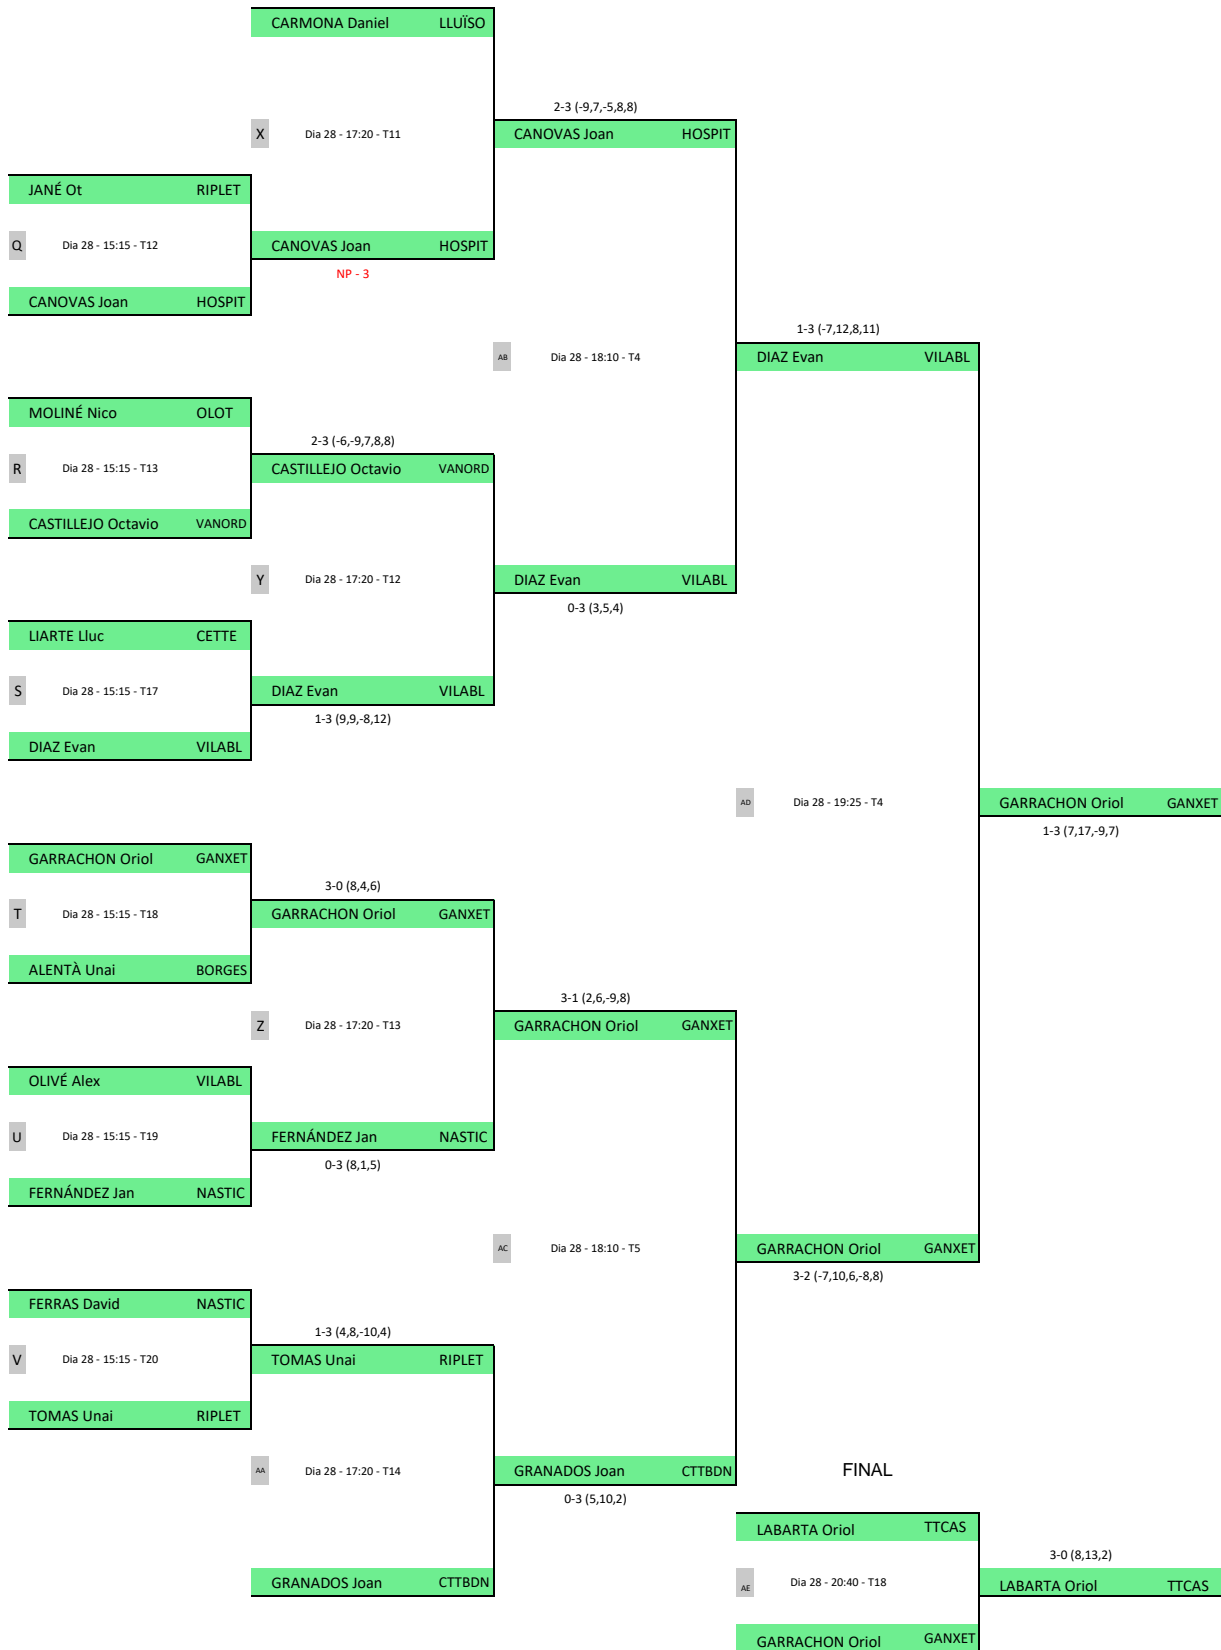 CARMONA Daniel LLUÏSO
2-3 (-9,7,-5,8,8)
X Dia 28 - 17:20 - T11 CANOVAS Joan HOSPIT
JANÉ Ot RIPLET
Q Dia 28 - 15:15 - T12 CANOVAS Joan HOSPIT
NP - 3
CANOVAS Joan HOSPIT
1-3 (-7,12,8,11)
AB Dia 28 - 18:10 - T4 DIAZ Evan VILABL
MOLINÉ Nico OLOT
2-3 (-6,-9,7,8,8)
R Dia 28 - 15:15 - T13 CASTILLEJO Octavio VANORD
CASTILLEJO Octavio VANORD
Y Dia 28 - 17:20 - T12 DIAZ Evan VILABL
0-3 (3,5,4)
LIARTE Lluc CETTE
S Dia 28 - 15:15 - T17 DIAZ Evan VILABL
1-3 (9,9,-8,12)
DIAZ Evan VILABL
AD Dia 28 - 19:25 - T4 GARRACHON Oriol GANXET
1-3 (7,17,-9,7)
GARRACHON Oriol GANXET
3-0 (8,4,6)
T Dia 28 - 15:15 - T18 GARRACHON Oriol GANXET
ALENTÀ Unai BORGES
3-1 (2,6,-9,8)
Z Dia 28 - 17:20 - T13 GARRACHON Oriol GANXET
OLIVÉ Alex VILABL
U Dia 28 - 15:15 - T19 FERNÁNDEZ Jan NASTIC
0-3 (8,1,5)
FERNÁNDEZ Jan NASTIC
AC Dia 28 - 18:10 - T5 GARRACHON Oriol GANXET
3-2 (-7,10,6,-8,8)
FERRAS David NASTIC
1-3 (4,8,-10,4)
V Dia 28 - 15:15 - T20 TOMAS Unai RIPLET
TOMAS Unai RIPLET
AA Dia 28 - 17:20 - T14 GRANADOS Joan CTTBDN FINAL
0-3 (5,10,2)
LABARTA Oriol TTCAS
3-0 (8,13,2)
GRANADOS Joan CTTBDN AE Dia 28 - 20:40 - T18 LABARTA Oriol TTCAS
GARRACHON Oriol GANXET